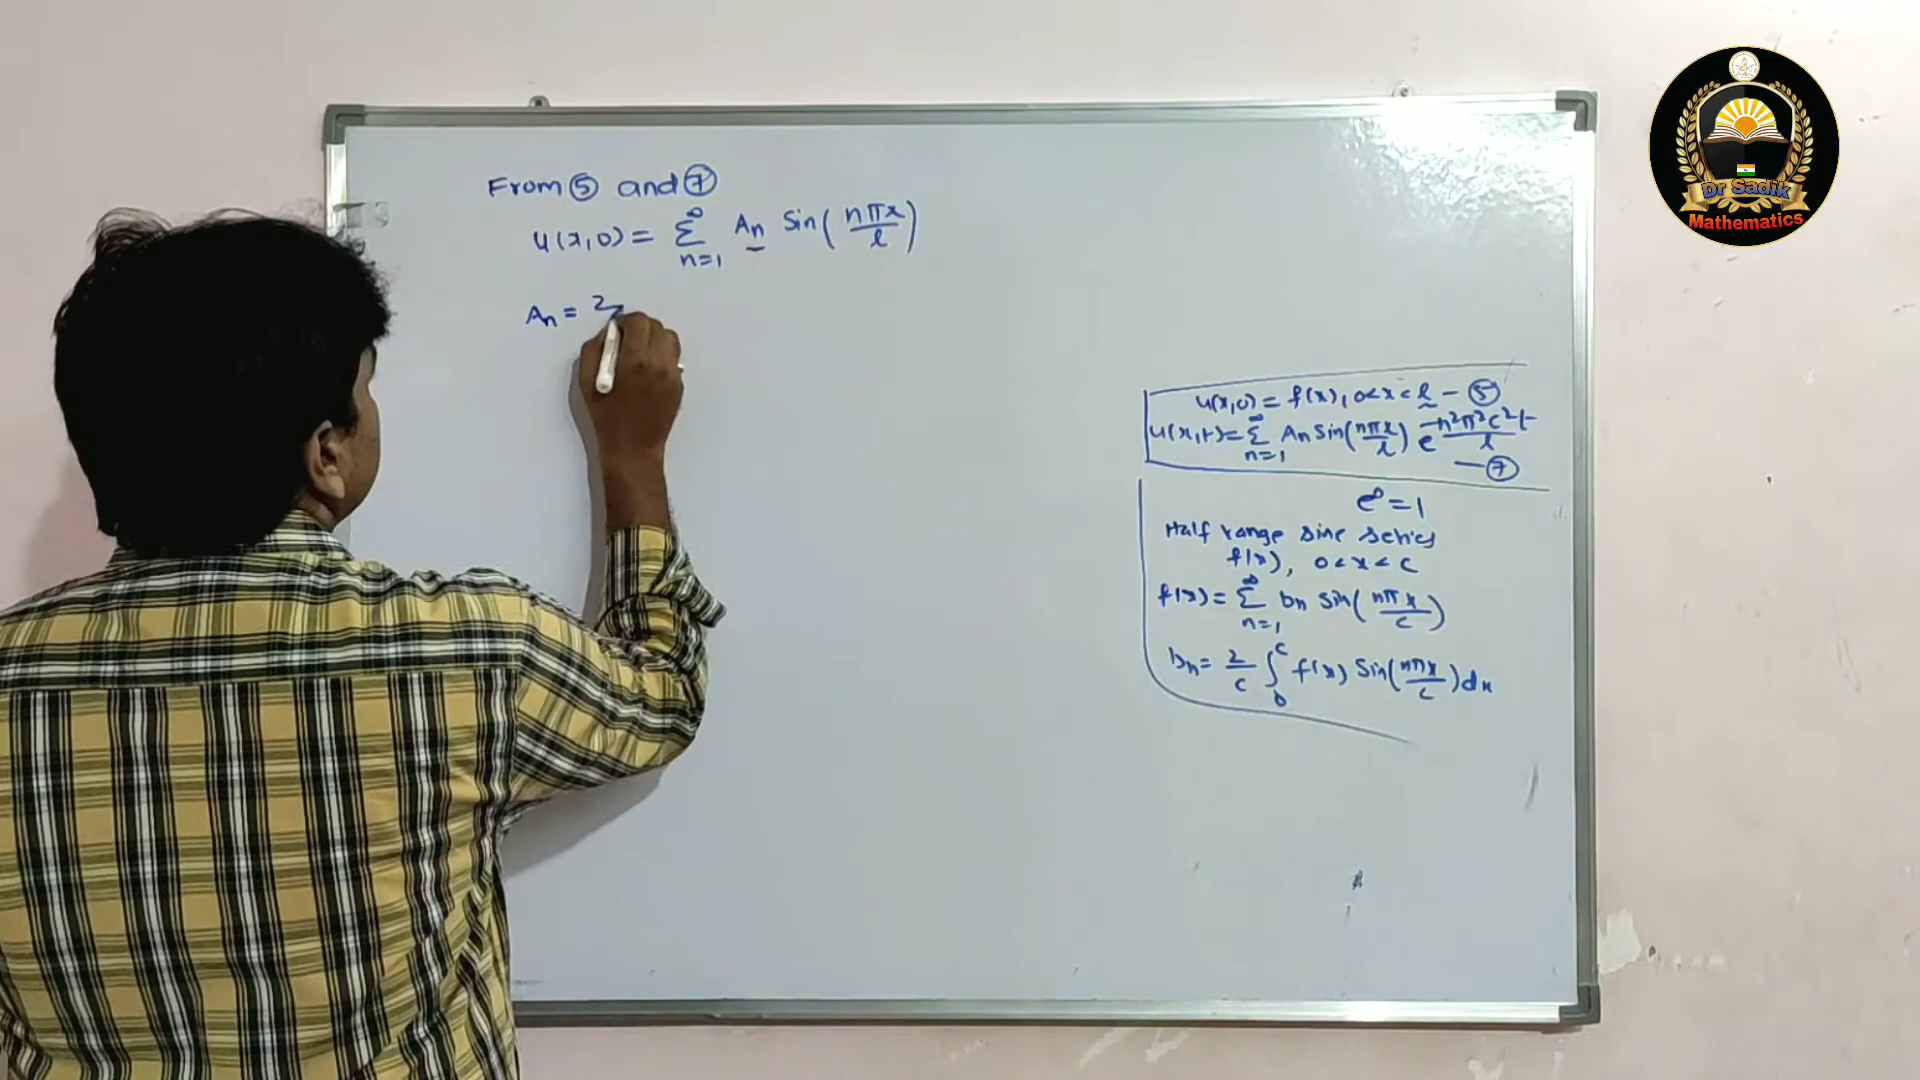 From ⑤ and ⑦
u(x,0) = ∑_{n=1}^{∞} An Sin(nπx/l)
An = 2
u(x,0) = f(x), 0<x<l — ⑤
u(x,t) = ∑_{n=1}^{∞} An Sin(nπx/l) e^{-n²π²c²t/l}
— ⑦
e⁰ = 1
Half range sine series
f(x), 0<x<c
f(x) = ∑_{n=1}^{∞} bn sin(nπx/c)
bn = 2/c ∫_0^c f(x) Sin(nπx/c) dx
Dr Sadik
Mathematics